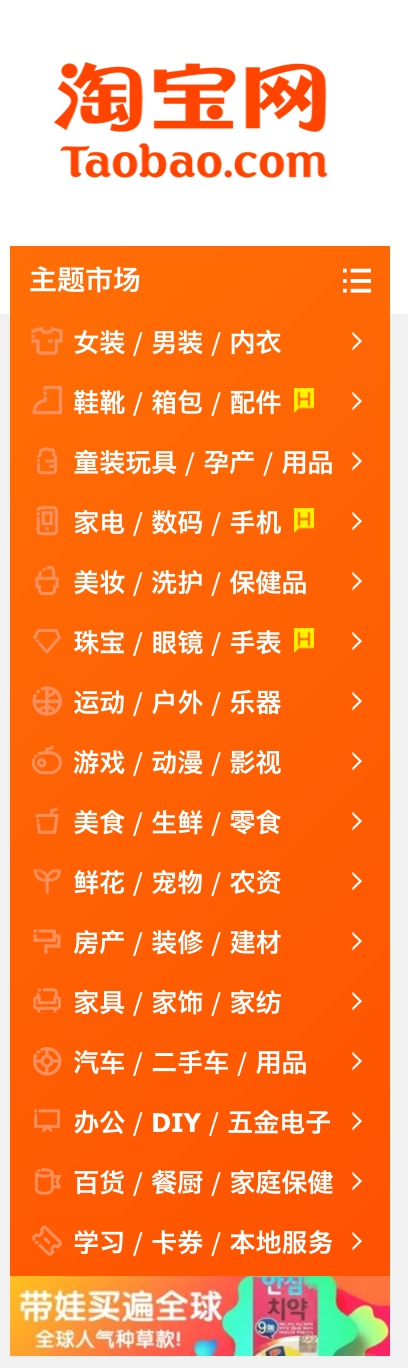 淘宝网
Taobao.com
主题市场
女装 / 男装 / 内衣
鞋靴 / 箱包 / 配件 H
童装玩具 / 孕产 / 用品
家电 / 数码 / 手机 H
美妆 / 洗护 / 保健品
珠宝 / 眼镜 / 手表 H
运动 / 户外 / 乐器
游戏 / 动漫 / 影视
美食 / 生鲜 / 零食
鲜花 / 宠物 / 农资
房产 / 装修 / 建材
家具 / 家饰 / 家纺
汽车 / 二手车 / 用品
办公 / DIY / 五金电子
百货 / 餐厨 / 家庭保健
学习 / 卡券 / 本地服务
带娃买遍全球
全球人气种草款!
치약